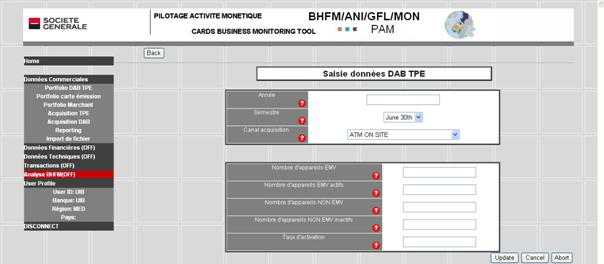 SOCIETE
GENERALE
PILOTAGE ACTIVITE MONETIQUE
CARDS BUSINESS MONITORING TOOL
BHFM/ANI/GFL/MON
PAM
Back
Home
Données Commerciales
Portfolio DAB TPE
Portfolio carte émission
Portfolio Marchant
Acquisition TPE
Acquisition DAB
Reporting
Import de fichier
Données Financières (OFF)
Données Techniques (OFF)
Transactions (OFF)
Analyse BHFM(OFF)
User Profile
User ID: UIB
Banque: UIB
Région: MED
Pays:
DISCONNECT
Saisie données DAB TPE
Année
?
Semestre
?
June 30th
Canal acquisition
?
ATM ON SITE
Nombre d'appareils EMV
?
Nombre d'appareils EMV actifs
?
Nombre d'appareils NON EMV
?
Nombre d'appareils NON EMV inactifs
?
Taux d'activation
?
Update
Cancel
Abort